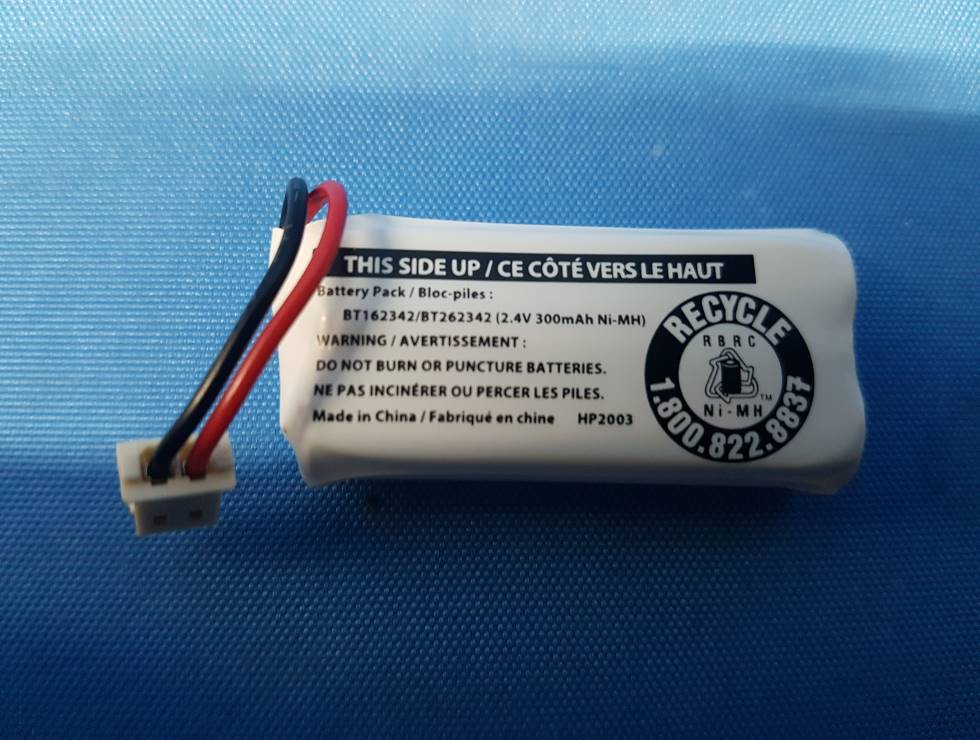 THIS SIDE UP / CE CÔTÉ VERS LE HAUT
Battery Pack / Bloc-piles :
BT162342/BT262342 (2.4V 300mAh Ni-MH)
WARNING / AVERTISSEMENT :
DO NOT BURN OR PUNCTURE BATTERIES.
NE PAS INCINÉRER OU PERCER LES PILES.
Made in China / Fabriqué en chine HP2003
RECYCLE
RBRC
TM
Ni-MH
1.800.822.8837